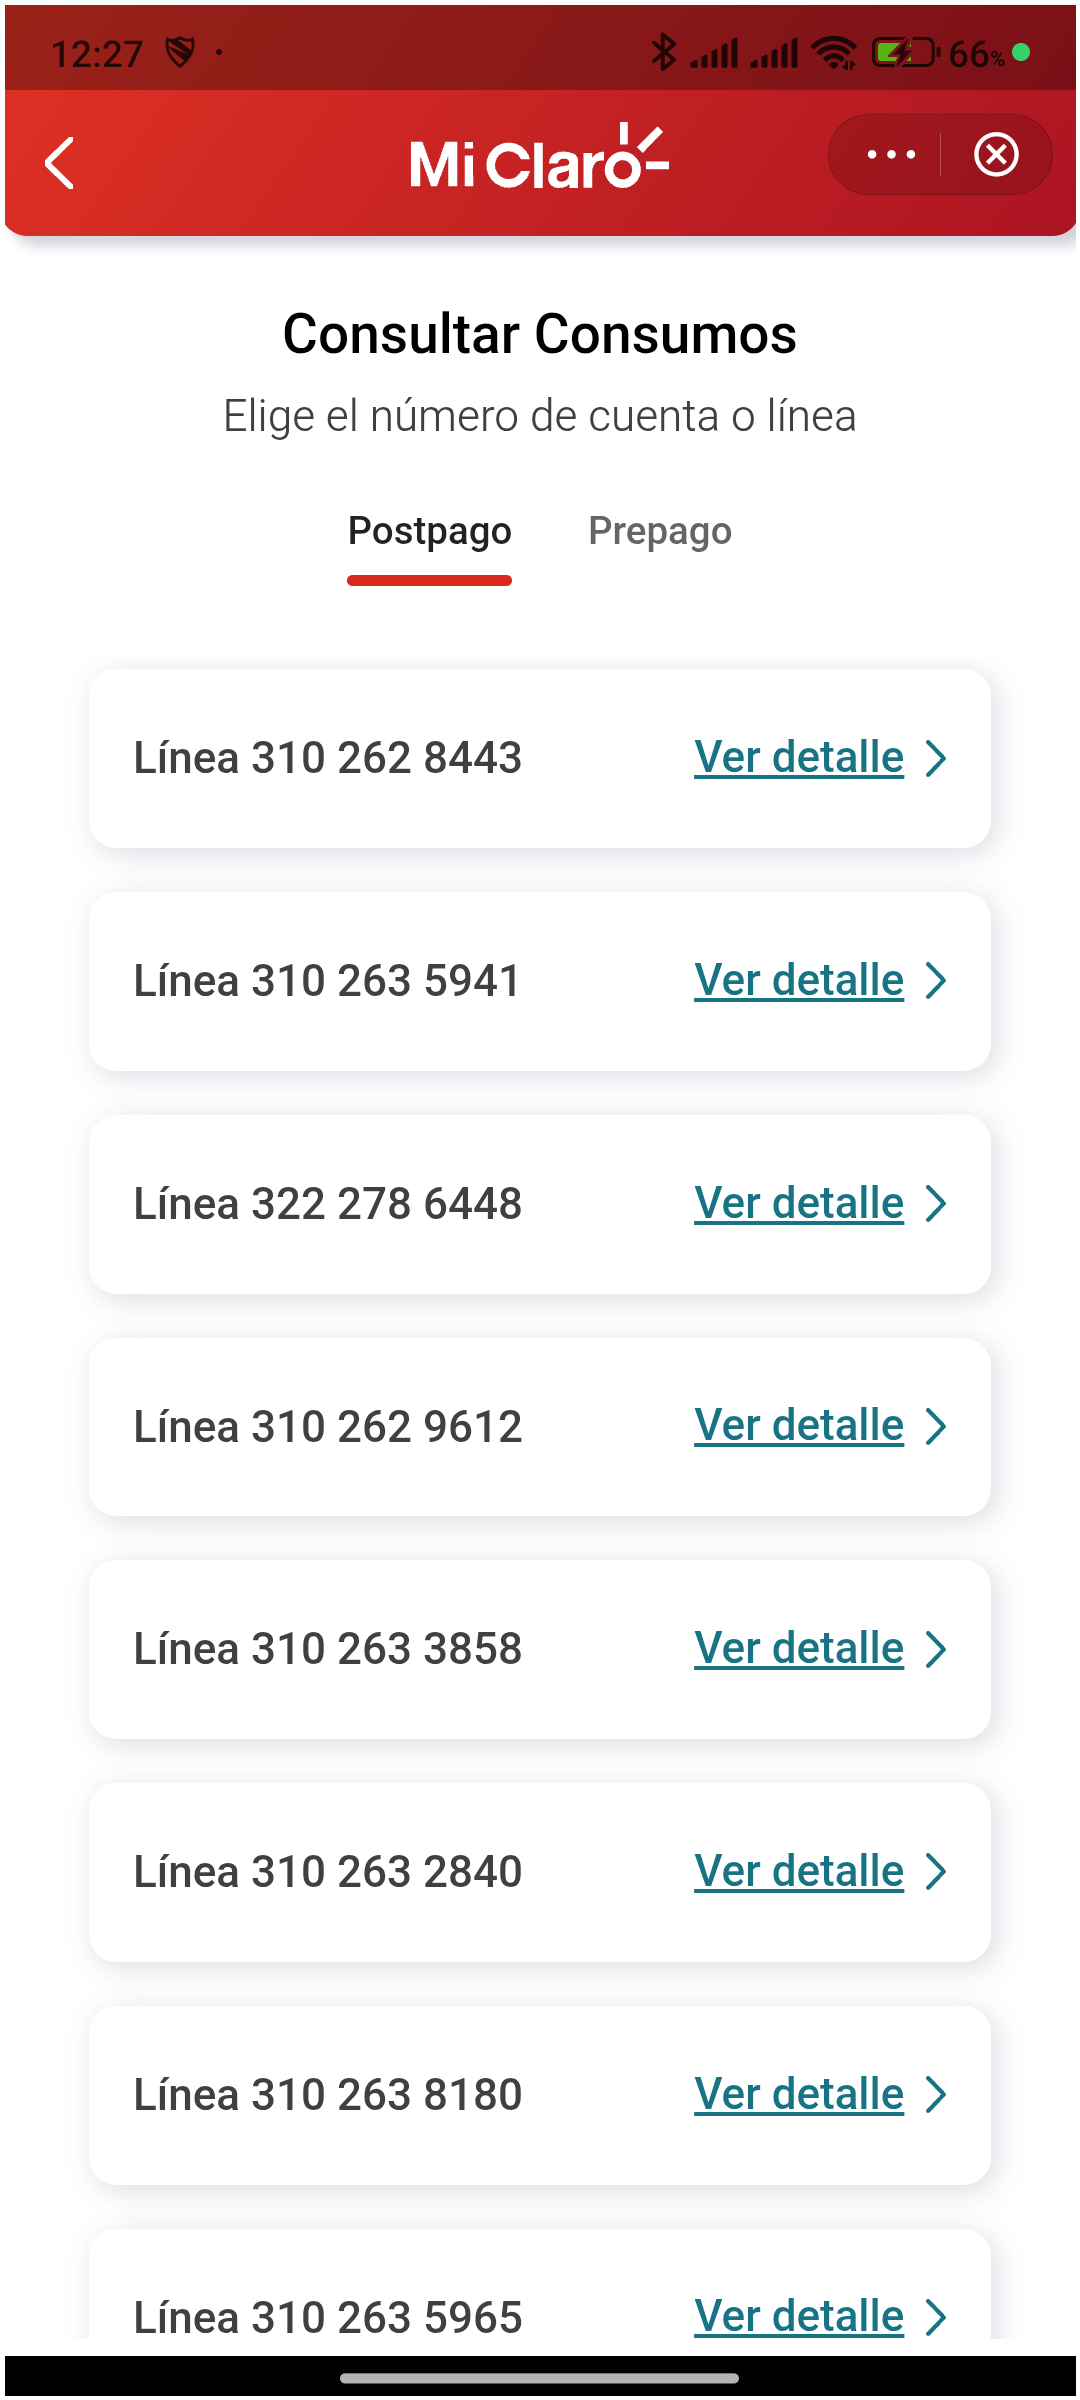 12:27
66%
Mi Claro
Consultar Consumos
Elige el número de cuenta o línea
Postpago Prepago
Línea 310 262 8443 Ver detalle
Línea 310 263 5941 Ver detalle
Línea 322 278 6448 Ver detalle
Línea 310 262 9612 Ver detalle
Línea 310 263 3858 Ver detalle
Línea 310 263 2840 Ver detalle
Línea 310 263 8180 Ver detalle
Línea 310 263 5965 Ver detalle